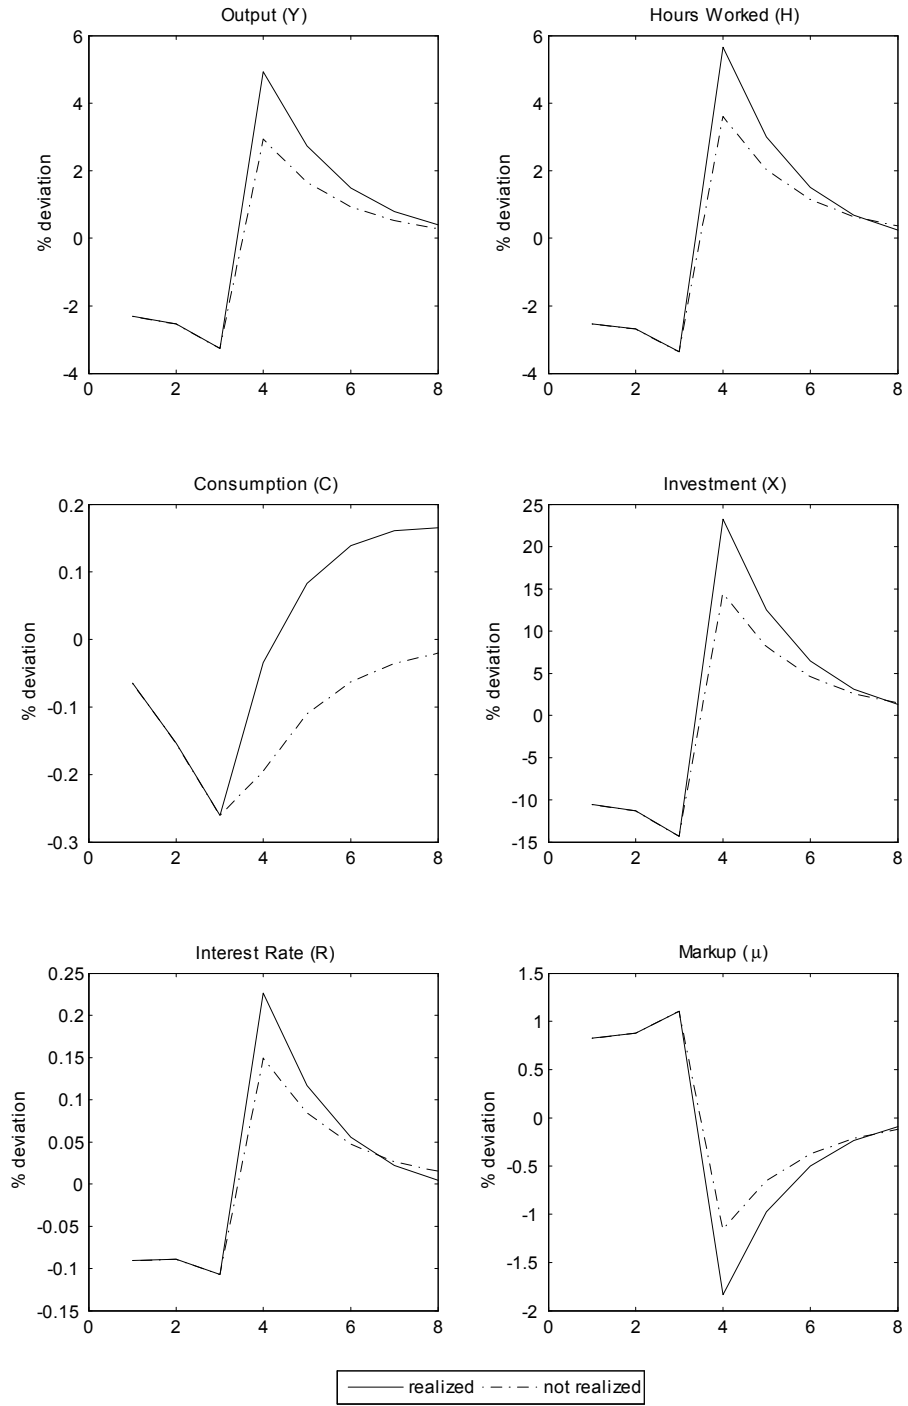 Output (Y)
% deviation
6
4
2
0
-2
-4
0 2 4 6 8
Hours Worked (H)
% deviation
6
4
2
0
-2
-4
0 2 4 6 8
Consumption (C)
% deviation
0.2
0.1
0
-0.1
-0.2
-0.3
0 2 4 6 8
Investment (X)
% deviation
25
20
15
10
5
0
-5
-10
-15
0 2 4 6 8
Interest Rate (R)
% deviation
0.25
0.2
0.15
0.1
0.05
0
-0.05
-0.1
-0.15
0 2 4 6 8
Markup (μ)
% deviation
1.5
1
0.5
0
-0.5
-1
-1.5
-2
0 2 4 6 8
realized not realized